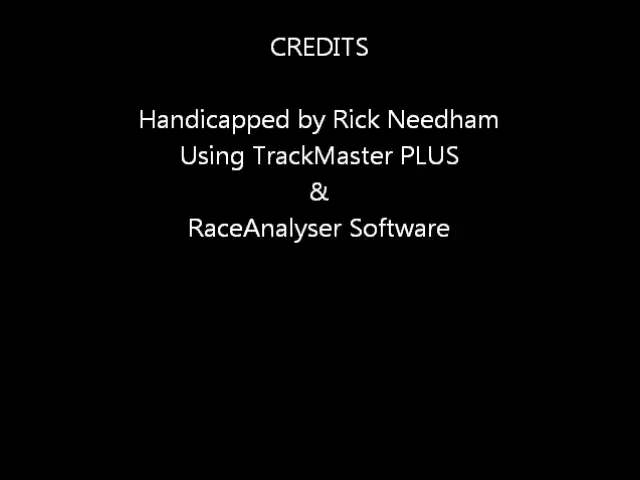 CREDITS
Handicapped by Rick Needham
Using TrackMaster PLUS
&
RaceAnalyser Software